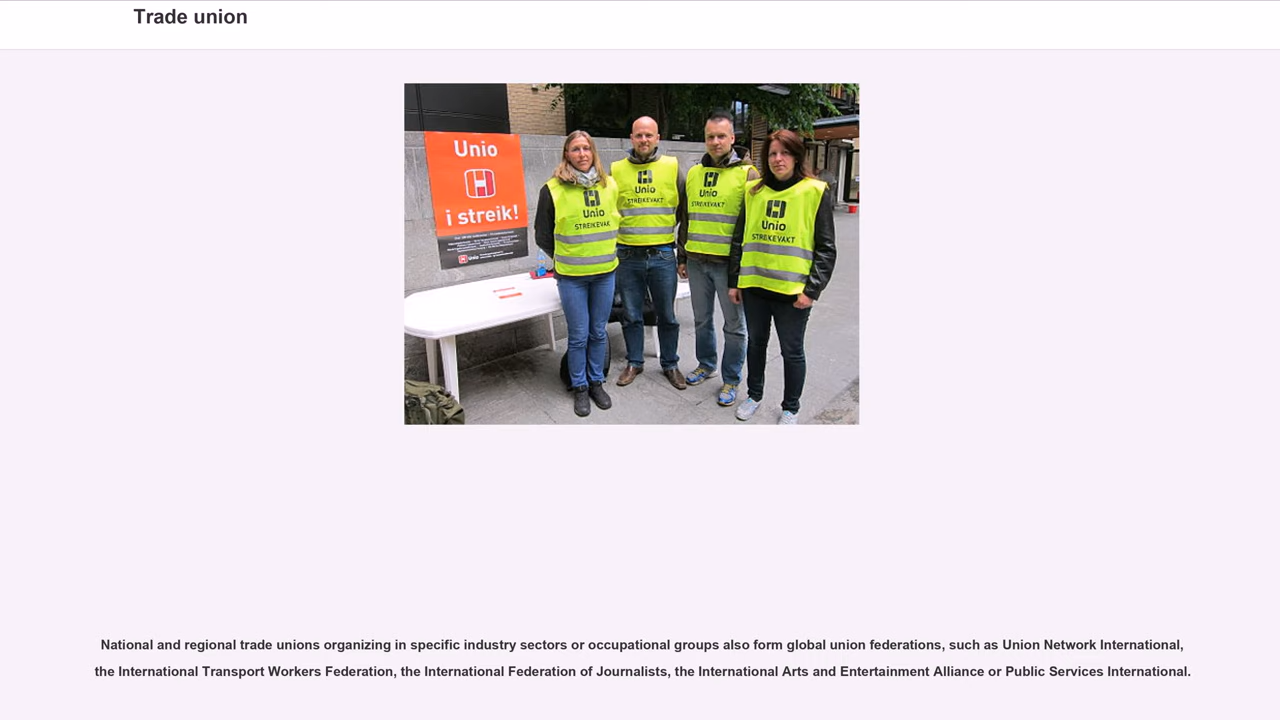 Trade union
Unio
i streik!
Unio
Unio
STREIKEVAK
Unio
STREIKEVAKT
Unio
STREIKEVAKT
Unio
STREIKEVAKT
National and regional trade unions organizing in specific industry sectors or occupational groups also form global union federations, such as Union Network International,
the International Transport Workers Federation, the International Federation of Journalists, the International Arts and Entertainment Alliance or Public Services International.